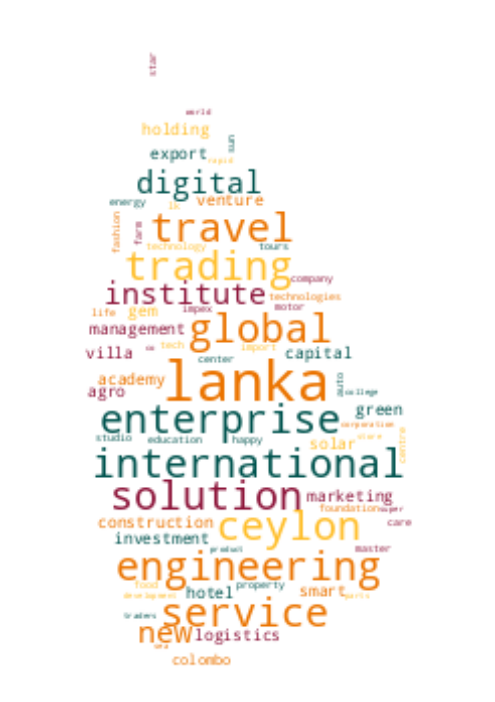 star
world
holding
sun
export
rapid
digital
energy
lk
venture
fashion
farm
travel
technology
tours
trading
company
institute
technologies
life
gem
impex
motor
management
global
villa
co
tech
center
import
capital
academy
lanka
auto
college
agro
enterprise
green
corporation
studio
education
happy
solar
store
centre
international
solution
marketing
foundation
super
construction
ceylon
care
investment
product
master
engineering
food
development
hotel
property
smart
parts
traders
service
new
logistics
sea
colombo